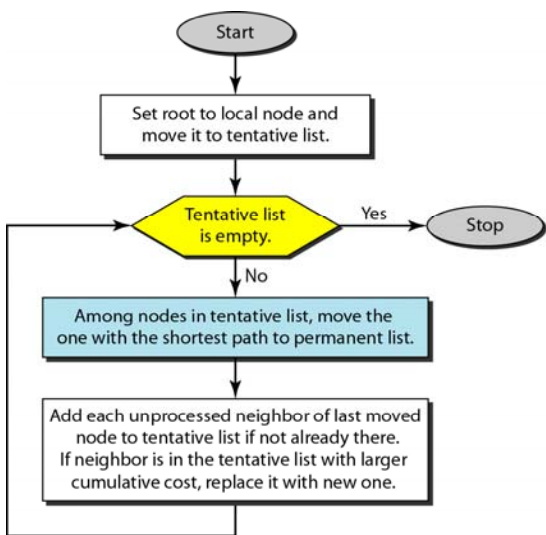 Start
Set root to local node and
move it to tentative list.
Tentative list
is empty.
Yes
Stop
No
Among nodes in tentative list, move the
one with the shortest path to permanent list.
Add each unprocessed neighbor of last moved
node to tentative list if not already there.
If neighbor is in the tentative list with larger
cumulative cost, replace it with new one.